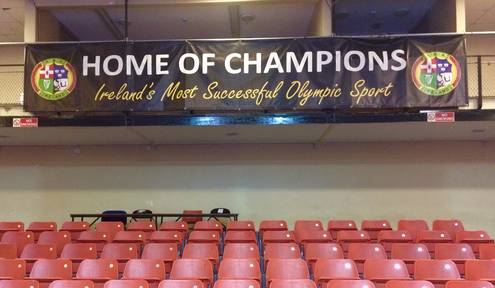 HOME OF CHAMPIONS
Ireland's Most Successful Olympic Sport